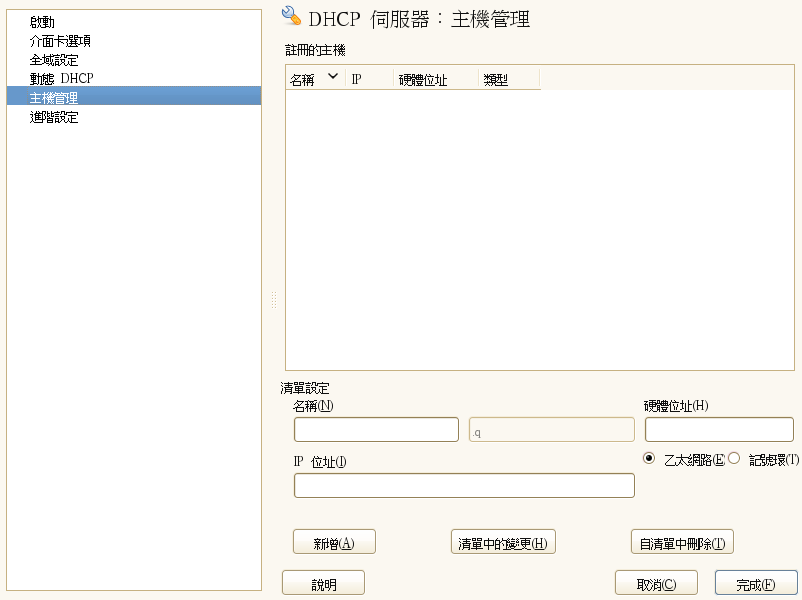 啟動
介面卡選項
全域設定
動態 DHCP
主機管理
進階設定
DHCP 伺服器：主機管理
註冊的主機
名稱 IP 硬體位址 類型
清單設定
名稱(N) 硬體位址(H)
.q
IP 位址(I) 乙太網路(E) 記號環(T)
新增(A) 清單中的變更(H) 自清單中刪除(T)
說明 取消(C) 完成(F)